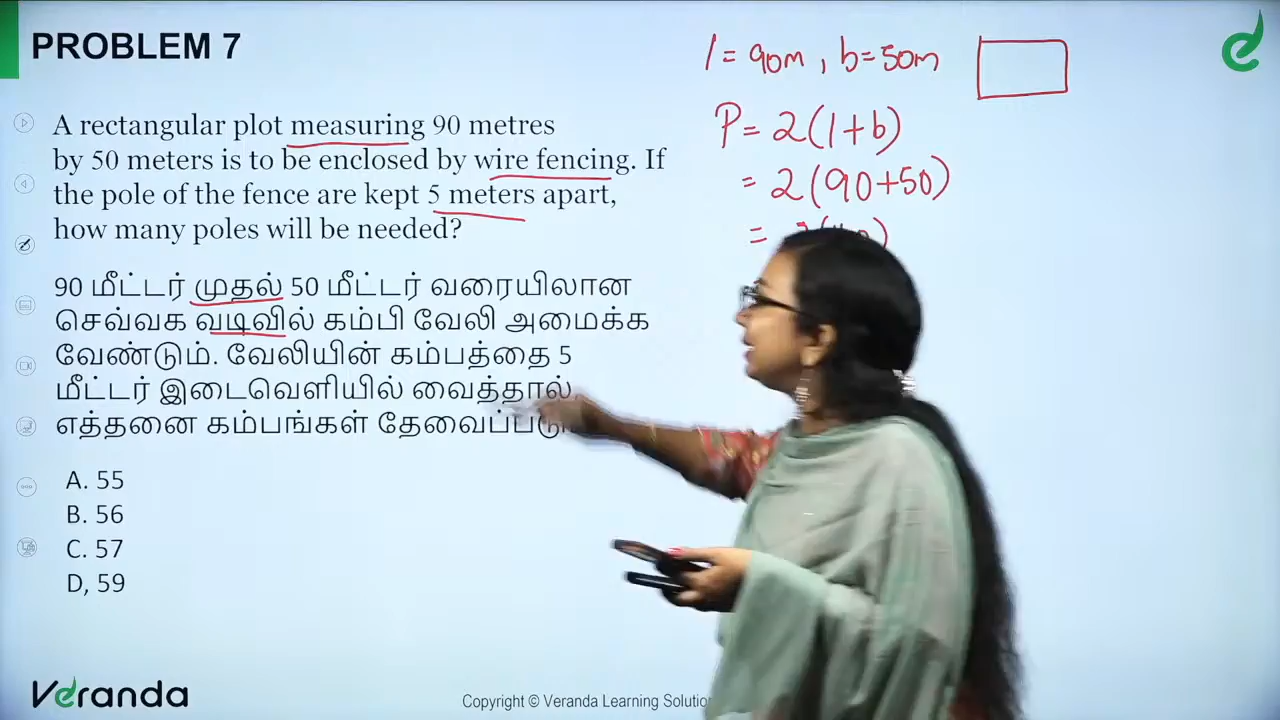 PROBLEM 7
A rectangular plot measuring 90 metres
by 50 meters is to be enclosed by wire fencing. If
the pole of the fence are kept 5 meters apart,
how many poles will be needed?
90 மீட்டர் முதல் 50 மீட்டர் வரையிலான
செவ்வக வடிவில் கம்பி வேலி அமைக்க
வேண்டும். வேலியின் கம்பத்தை 5
மீட்டர் இடைவெளியில் வைத்தால்
எத்தனை கம்பங்கள்
A. 55
B. 56
C. 57
D, 59
l = 90m , b = 50m
P = 2(l+b)
= 2(90+50)
=
Veranda
Copyright © Veranda Learning